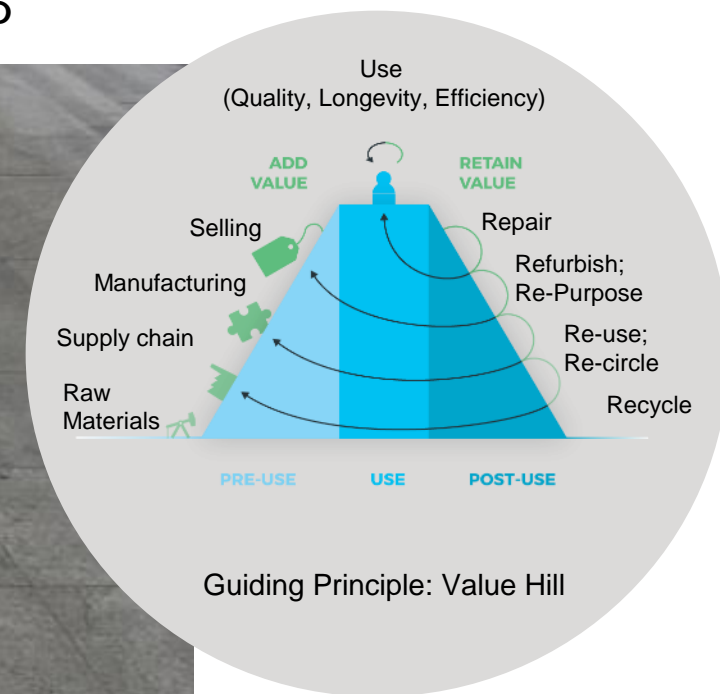 Use
(Quality, Longevity, Efficiency)
ADD
VALUE
RETAIN
VALUE
Selling
Repair
Manufacturing
Refurbish;
Re-Purpose
Supply chain
Re-use;
Re-circle
Raw
Materials
Recycle
PRE-USE
USE
POST-USE
Guiding Principle: Value Hill